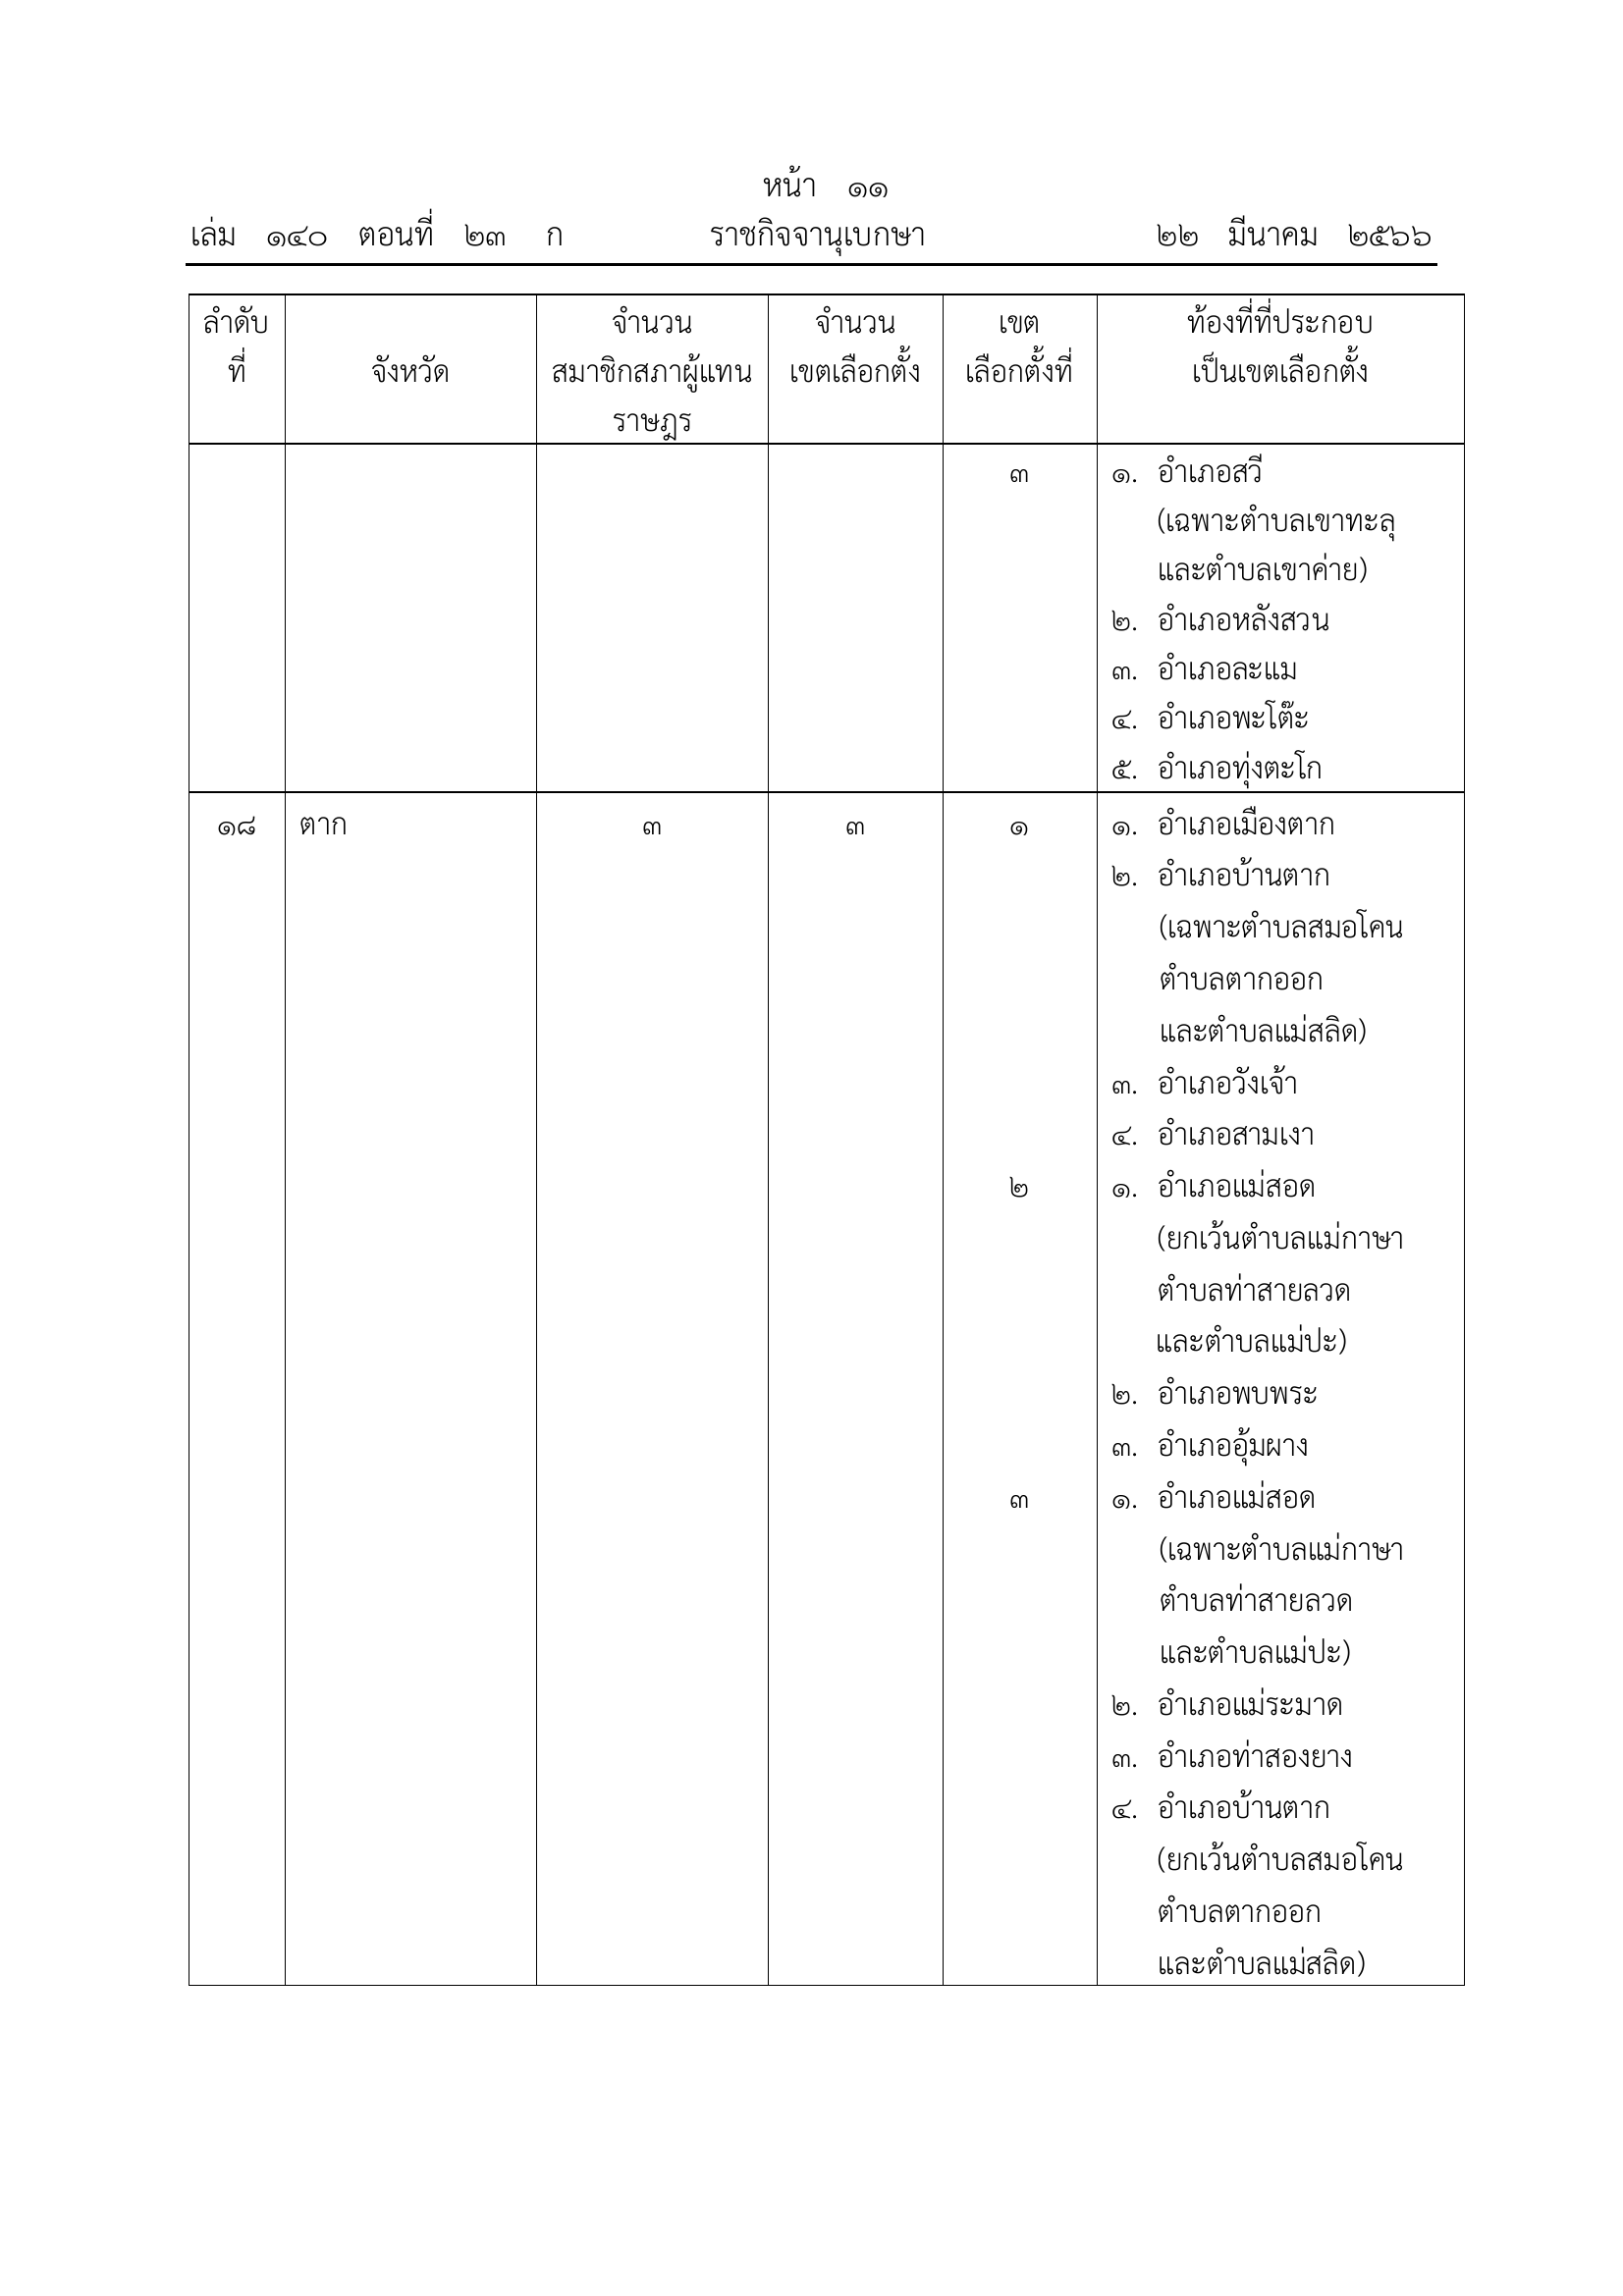 หน้า ๑๑
เล่ม ๑๔๐ ตอนที่ ๒๓ ก ราชกิจจานุเบกษา ๒๒ มีนาคม ๒๕๖๖
ลำดับ จำนวน จำนวน เขต ท้องที่ที่ประกอบ
ที่ จังหวัด สมาชิกสภาผู้แทน เขตเลือกตั้ง เลือกตั้งที่ เป็นเขตเลือกตั้ง
ราษฎร
๓ ๑. อำเภอสวี
(เฉพาะตำบลเขาทะลุ
และตำบลเขาค่าย)
๒. อำเภอหลังสวน
๓. อำเภอละแม
๔. อำเภอพะโต๊ะ
๕. อำเภอทุ่งตะโก
๑๘ ตาก ๓ ๓ ๑ ๑. อำเภอเมืองตาก
๒. อำเภอบ้านตาก
(เฉพาะตำบลสมอโคน
ตำบลตากออก
และตำบลแม่สลิด)
๓. อำเภอวังเจ้า
๔. อำเภอสามเงา
๒ ๑. อำเภอแม่สอด
(ยกเว้นตำบลแม่กาษา
ตำบลท่าสายลวด
และตำบลแม่ปะ)
๒. อำเภอพบพระ
๓. อำเภออุ้มผาง
๓ ๑. อำเภอแม่สอด
(เฉพาะตำบลแม่กาษา
ตำบลท่าสายลวด
และตำบลแม่ปะ)
๒. อำเภอแม่ระมาด
๓. อำเภอท่าสองยาง
๔. อำเภอบ้านตาก
(ยกเว้นตำบลสมอโคน
ตำบลตากออก
และตำบลแม่สลิด)